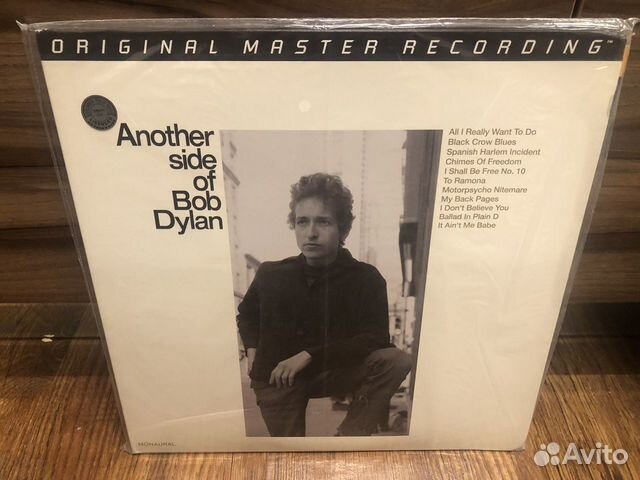 ORIGINAL MASTER RECORDING™
Another
side
of
Bob
Dylan
All I Really Want To Do
Black Crow Blues
Spanish Harlem Incident
Chimes Of Freedom
I Shall Be Free No. 10
To Ramona
Motorpsycho Nitemare
My Back Pages
I Don't Believe You
Ballad In Plain D
It Ain't Me Babe
MONAURAL
Avito